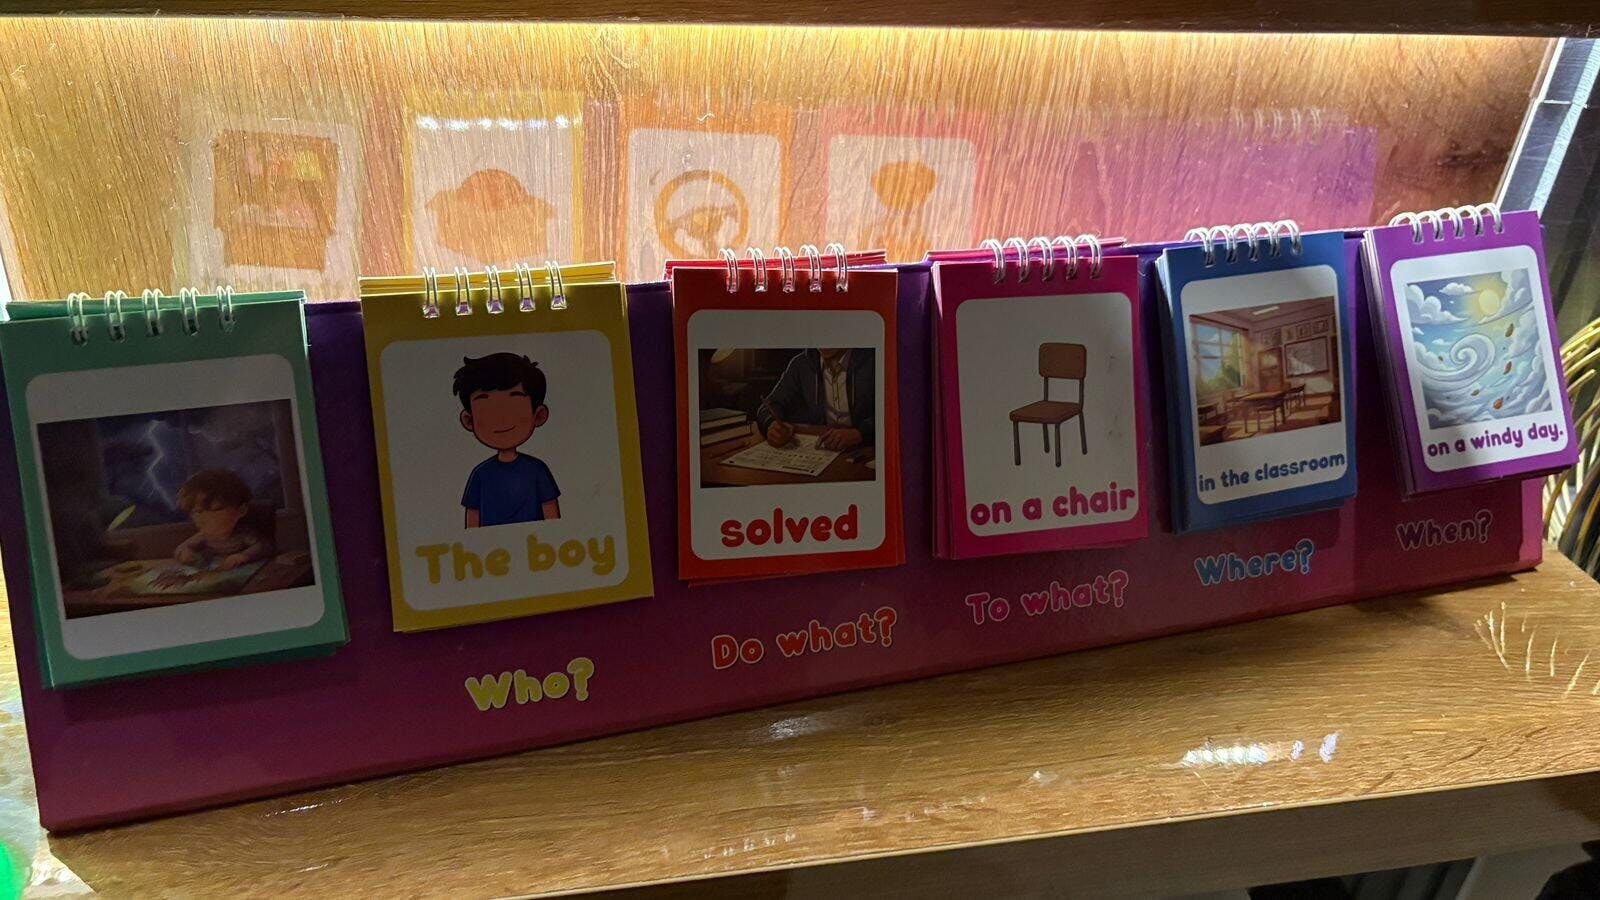 The boy
solved
on a chair
in the classroom
on a windy day.
Who?
Do what?
To what?
Where?
When?